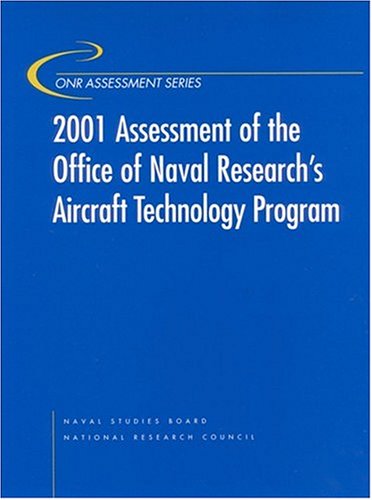 ONR ASSESSMENT SERIES
2001 Assessment of the
Office of Naval Research's
Aircraft Technology Program
NAVAL STUDIES BOARD
NATIONAL RESEARCH COUNCIL